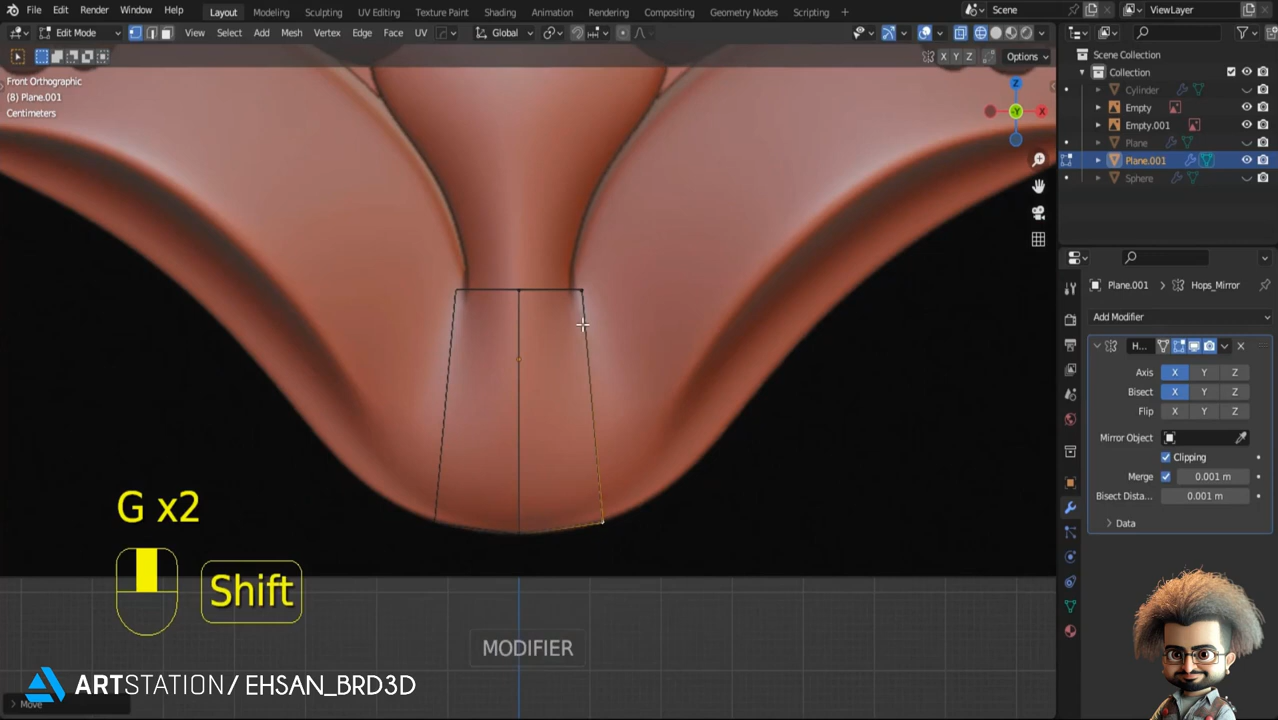 File Edit Render Window Help Layout Modeling Sculpting UV Editing Texture Paint Shading Animation Rendering Compositing Geometry Nodes Scripting + Scene ViewLayer
Edit Mode View Select Add Mesh Vertex Edge Face UV Global
X Y Z Options
Front Orthographic
(8) Plane.001
Centimeters
Z
-Y X
Scene Collection
Collection
Cylinder
Empty
Empty.001
Plane
Plane.001
Sphere
Plane.001 > Hops_Mirror
Add Modifier
H...
Axis X Y Z
Bisect X Y Z
Flip X Y Z
Mirror Object
Clipping
Merge 0.001 m
Bisect Dista... 0.001 m
Data
G x2
Shift
MODIFIER
ARTSTATION / EHSAN_BRD3D
Move